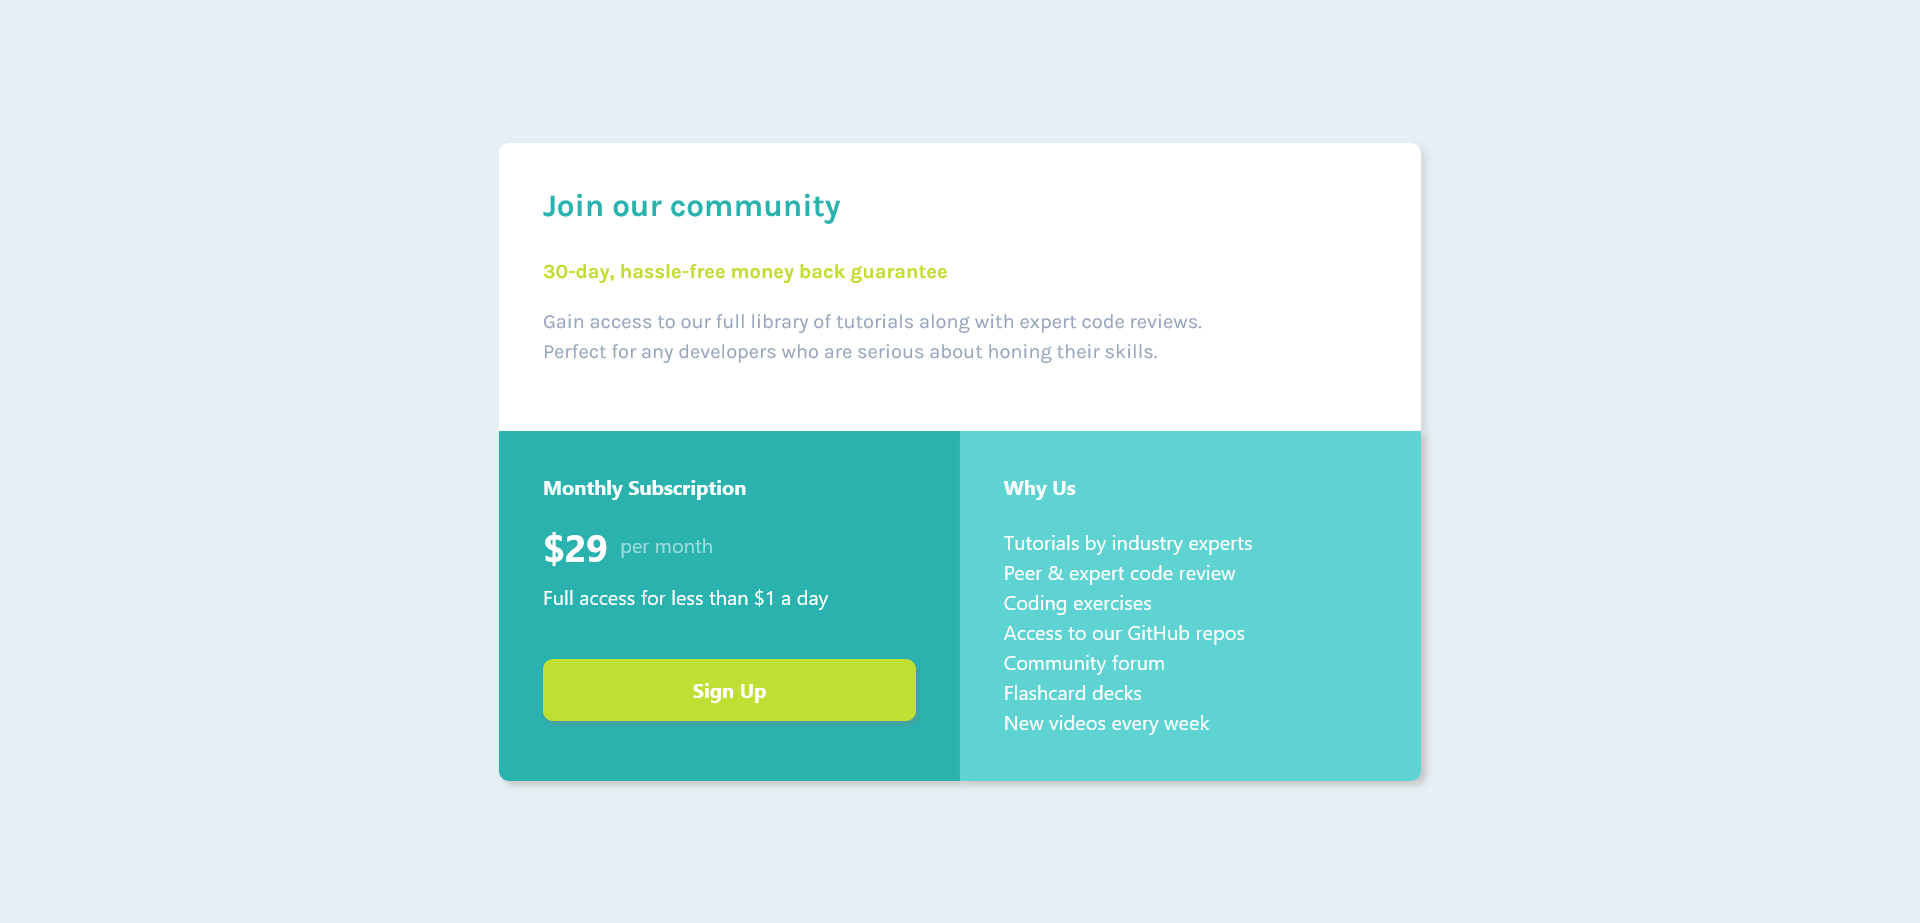 Join our community
30-day, hassle-free money back guarantee
Gain access to our full library of tutorials along with expert code reviews.
Perfect for any developers who are serious about honing their skills.
Monthly Subscription
$29 per month
Full access for less than $1 a day
Sign Up
Why Us
Tutorials by industry experts
Peer & expert code review
Coding exercises
Access to our GitHub repos
Community forum
Flashcard decks
New videos every week